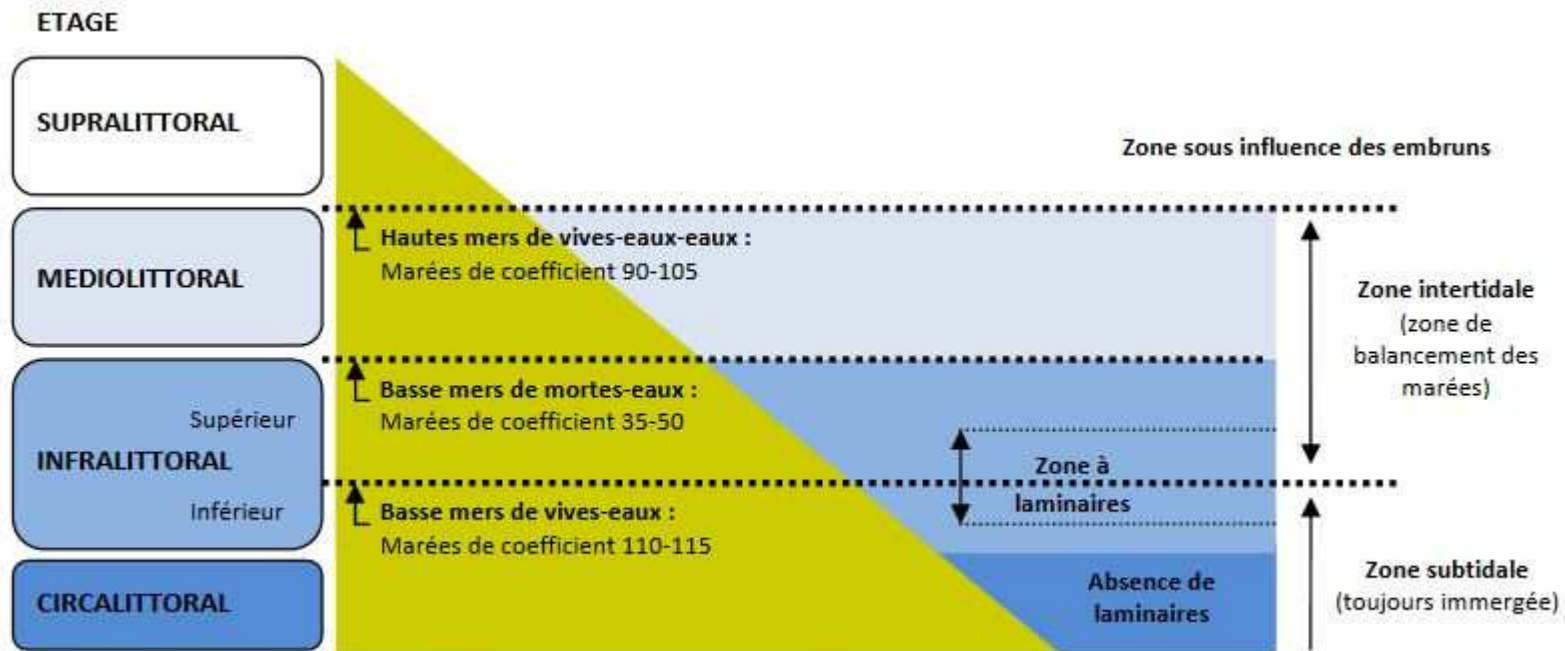 ETAGE
SUPRALITTORAL
Zone sous influence des embruns
MEDIOLITTORAL
Hautes mers de vives-eaux-eaux :
Marées de coefficient 90-105
Zone intertidale
(zone de
balancement des
marées)
Supérieur
INFRALITTORAL
Inférieur
Basse mers de mortes-eaux :
Marées de coefficient 35-50
Zone à
laminaires
Basse mers de vives-eaux :
Marées de coefficient 110-115
CIRCALITTORAL
Absence de
laminaires
Zone subtidale
(toujours immergée)